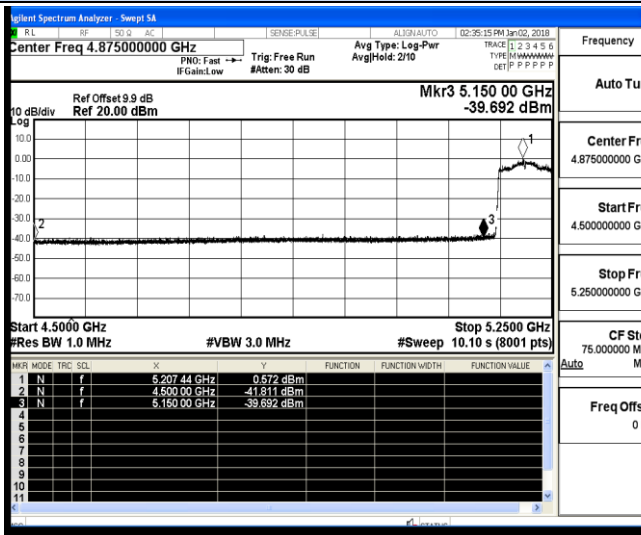 Agilent Spectrum Analyzer - Swept SA
RL RF 50 Ω AC SENSE:PULSE ALIGNAUTO 02:35:15 PM Jan 02, 2018
Center Freq 4.875000000 GHz Avg Type: Log-Pwr TRACE 1 2 3 4 5 6
PNO: Fast Trig: Free Run Avg|Hold: 2/10 TYPE MWWWWW
IFGain:Low #Atten: 30 dB DET P P P P P P
Frequency
Mkr3 5.150 00 GHz
-39.692 dBm
Ref Offset 9.9 dB
10 dB/div Ref 20.00 dBm
Log
10.0
0.00
-10.0
-20.0
-30.0
-40.0
-50.0
-60.0
-70.0
1
2
3
Start 4.5000 GHz Stop 5.2500 GHz
#Res BW 1.0 MHz #VBW 3.0 MHz #Sweep 10.10 s (8001 pts)
MKR MODE TRC SCL X Y FUNCTION FUNCTION WIDTH FUNCTION VALUE
1 N f 5.207 44 GHz 0.572 dBm
2 N f 4.500 00 GHz -41.811 dBm
3 N f 5.150 00 GHz -39.692 dBm
4
5
6
7
8
9
10
11
MSG STATUS
Auto Tu
Center Fr
4.875000000 G
Start Fr
4.500000000 G
Stop Fr
5.250000000 G
CF St
75.000000 M
Auto M
Freq Offs
0